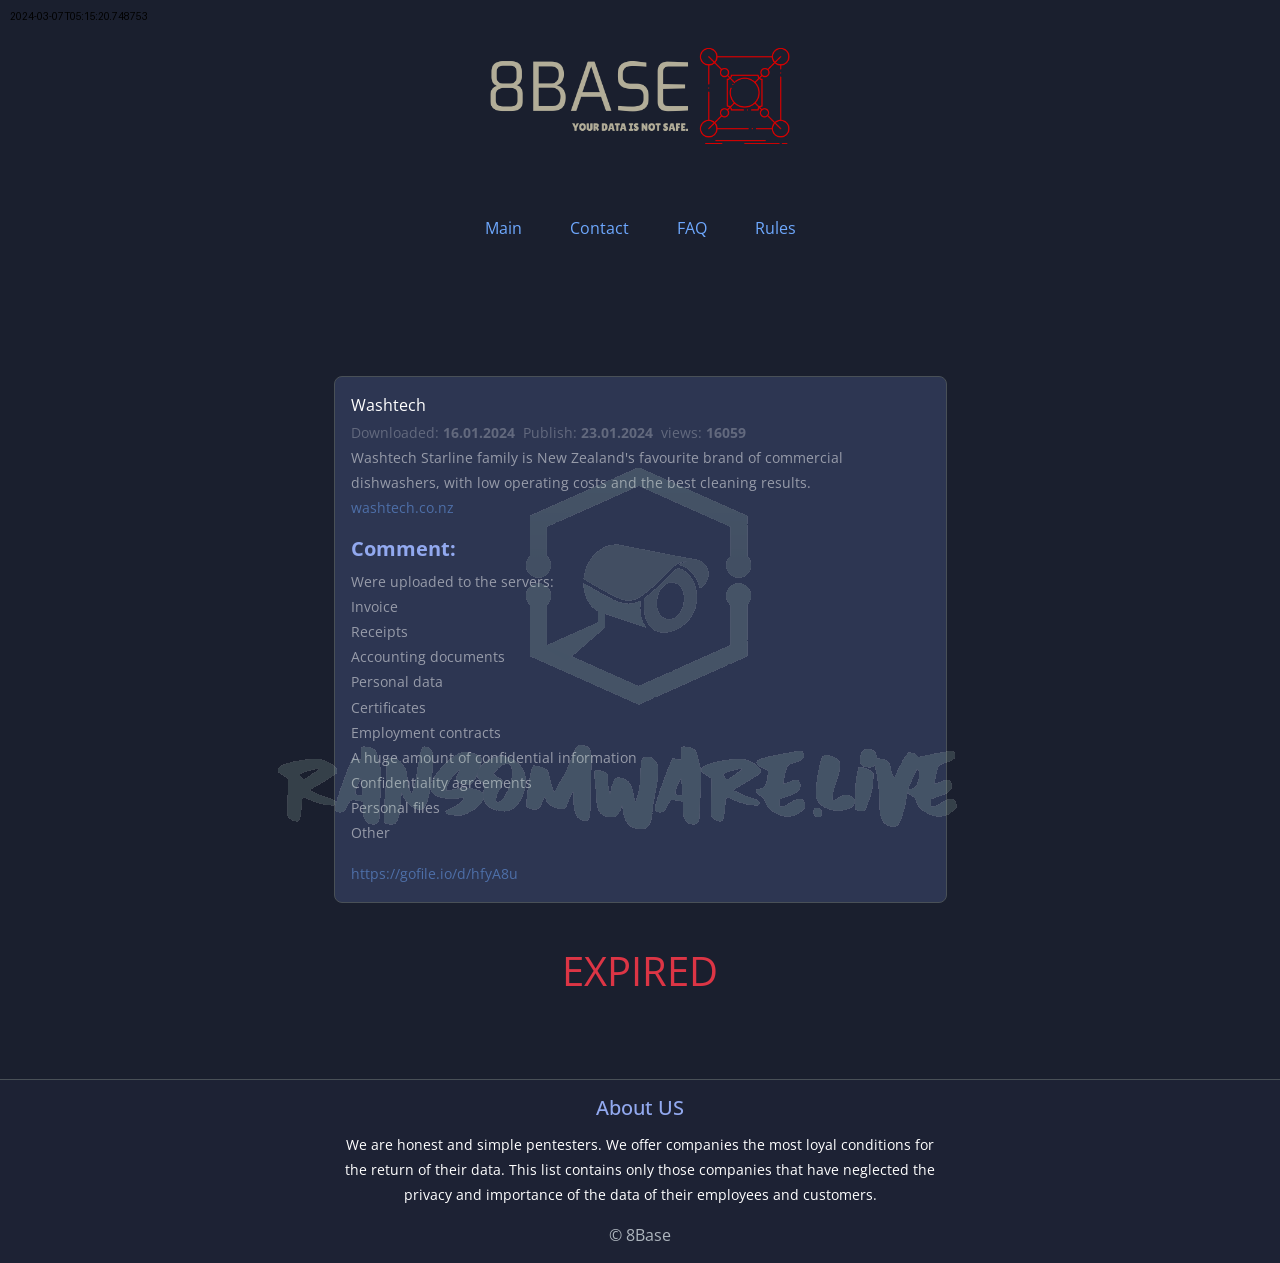 2024-03-07T05:15:20.748753
8BASE
YOUR DATA IS NOT SAFE.
Main Contact FAQ Rules
Washtech
Downloaded: 16.01.2024 Publish: 23.01.2024 views: 16059
Washtech Starline family is New Zealand's favourite brand of commercial
dishwashers, with low operating costs and the best cleaning results.
washtech.co.nz
Comment:
Were uploaded to the servers:
Invoice
Receipts
Accounting documents
Personal data
Certificates
Employment contracts
A huge amount of confidential information
RANSOMWARE.LIVE
Confidentiality agreements
Personal files
Other
https://gofile.io/d/hfyA8u
EXPIRED
About US
We are honest and simple pentesters. We offer companies the most loyal conditions for
the return of their data. This list contains only those companies that have neglected the
privacy and importance of the data of their employees and customers.
© 8Base